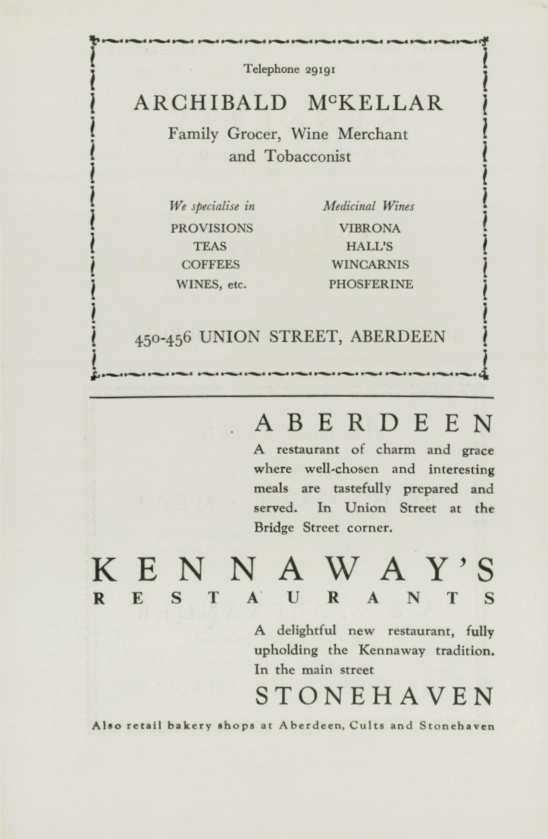 Telephone 29191
ARCHIBALD McKELLAR
Family Grocer, Wine Merchant
and Tobacconist
We specialise in
PROVISIONS
TEAS
COFFEES
WINES, etc.
Medicinal Wines
VIBRONA
HALL'S
WINCARNIS
PHOSFERINE
450-456 UNION STREET, ABERDEEN
ABERDEEN
A restaurant of charm and grace
where well-chosen and interesting
meals are tastefully prepared and
served. In Union Street at the
Bridge Street corner.
KENNAWAY'S
RESTAURANTS
A delightful new restaurant, fully
upholding the Kennaway tradition.
In the main street
STONEHAVEN
Also retail bakery shops at Aberdeen, Cults and Stonehaven